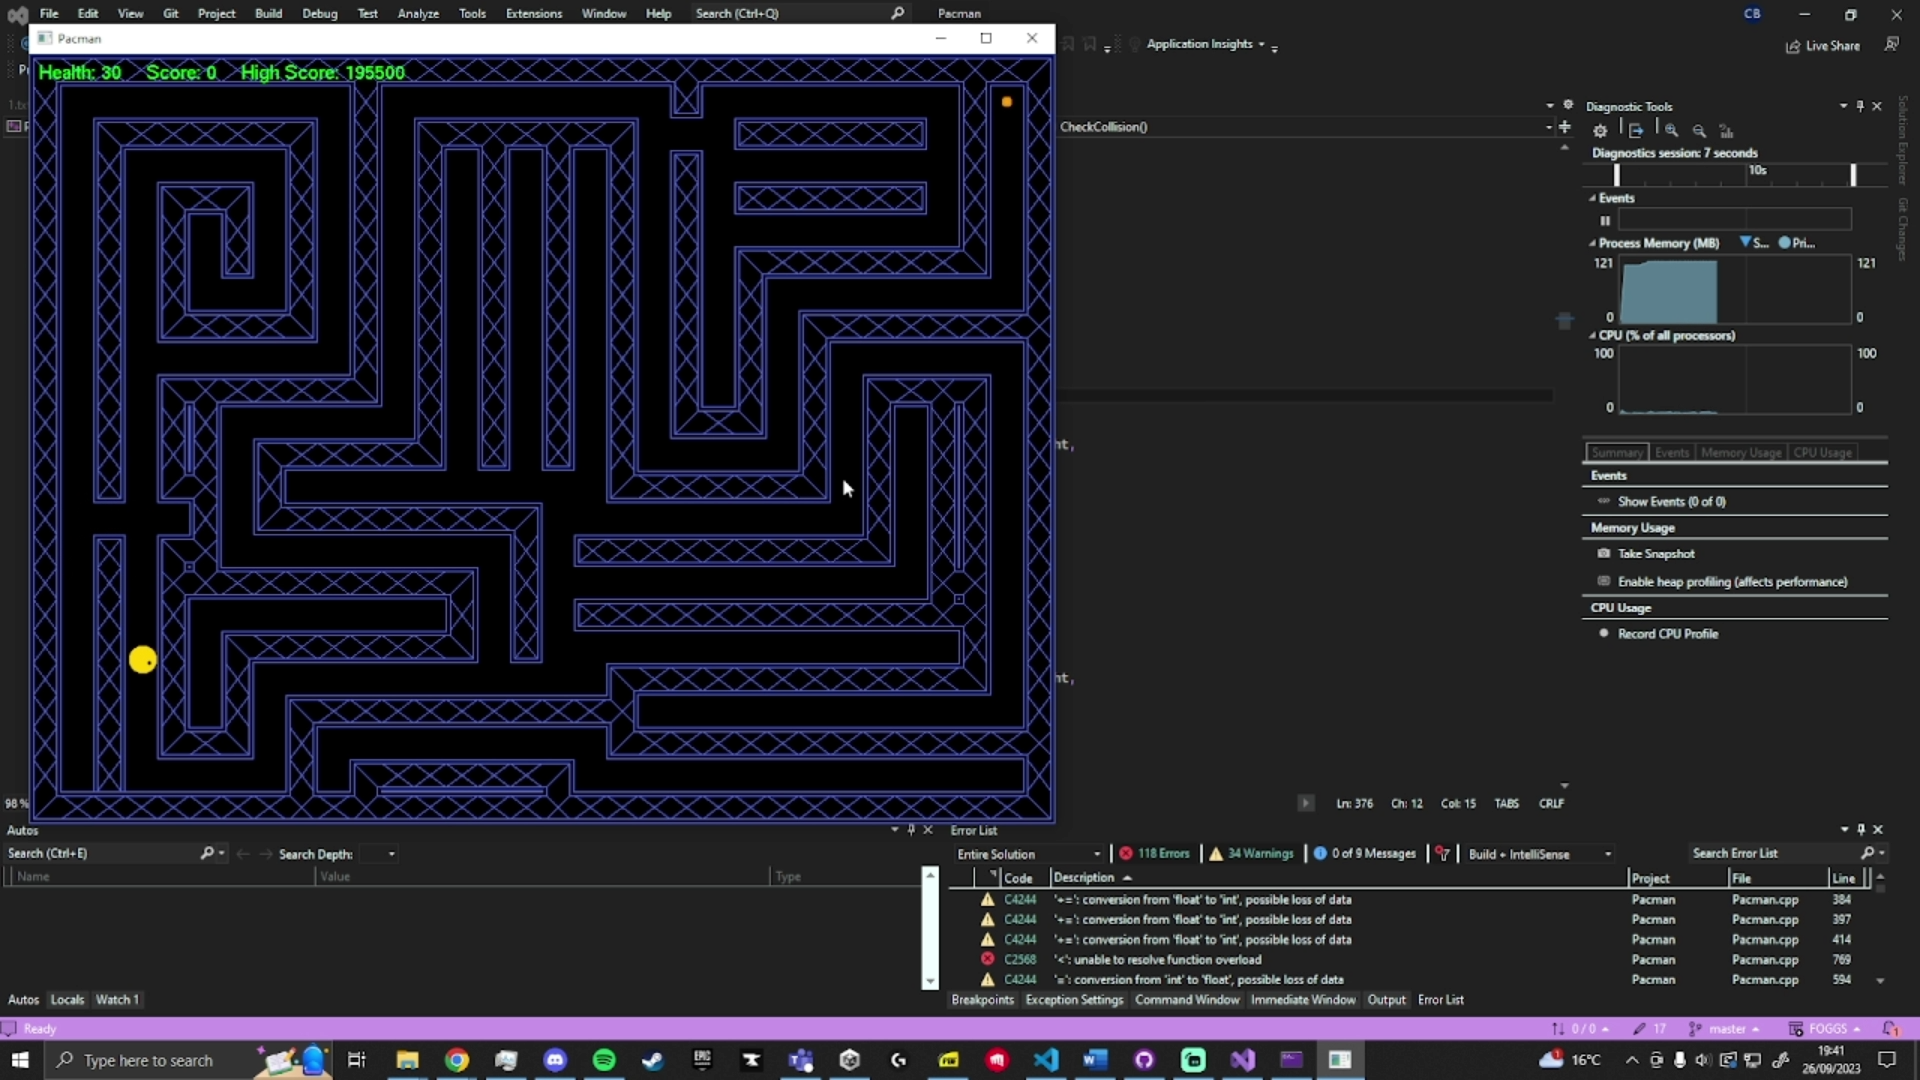 File Edit View Git Project Build Debug Test Analyze Tools Extensions Window Help Search (Ctrl+Q) Pacman CB
Pacman
Application Insights
Live Share
Health: 30 Score: 0 High Score: 195500
CheckCollision()
Diagnostic Tools
Solution Explorer
Git Changes
Diagnostics session: 7 seconds
10s
Events
Process Memory (MB) S... Pri...
121 121
0 0
CPU (% of all processors)
100 100
0 0
Summary Events Memory Usage CPU Usage
Events
Show Events (0 of 0)
Memory Usage
Take Snapshot
Enable heap profiling (affects performance)
CPU Usage
Record CPU Profile
98 %
Ln: 376 Ch: 12 Col: 15 TABS CRLF
Autos
Search (Ctrl+E) Search Depth:
Name Value Type
Autos Locals Watch 1
Error List
Entire Solution 118 Errors 34 Warnings 0 of 9 Messages Build + IntelliSense Search Error List
Code Description Project File Line
C4244 '+=': conversion from 'float' to 'int', possible loss of data Pacman Pacman.cpp 384
C4244 '+=': conversion from 'float' to 'int', possible loss of data Pacman Pacman.cpp 397
C4244 '+=': conversion from 'float' to 'int', possible loss of data Pacman Pacman.cpp 414
C2568 '<': unable to resolve function overload Pacman Pacman.cpp 769
C4244 '=': conversion from 'int' to 'float', possible loss of data Pacman Pacman.cpp 594
Breakpoints Exception Settings Command Window Immediate Window Output Error List
Ready 0 / 0 17 master FOGGS
Type here to search
EPIC
16°C
19:41
26/09/2023